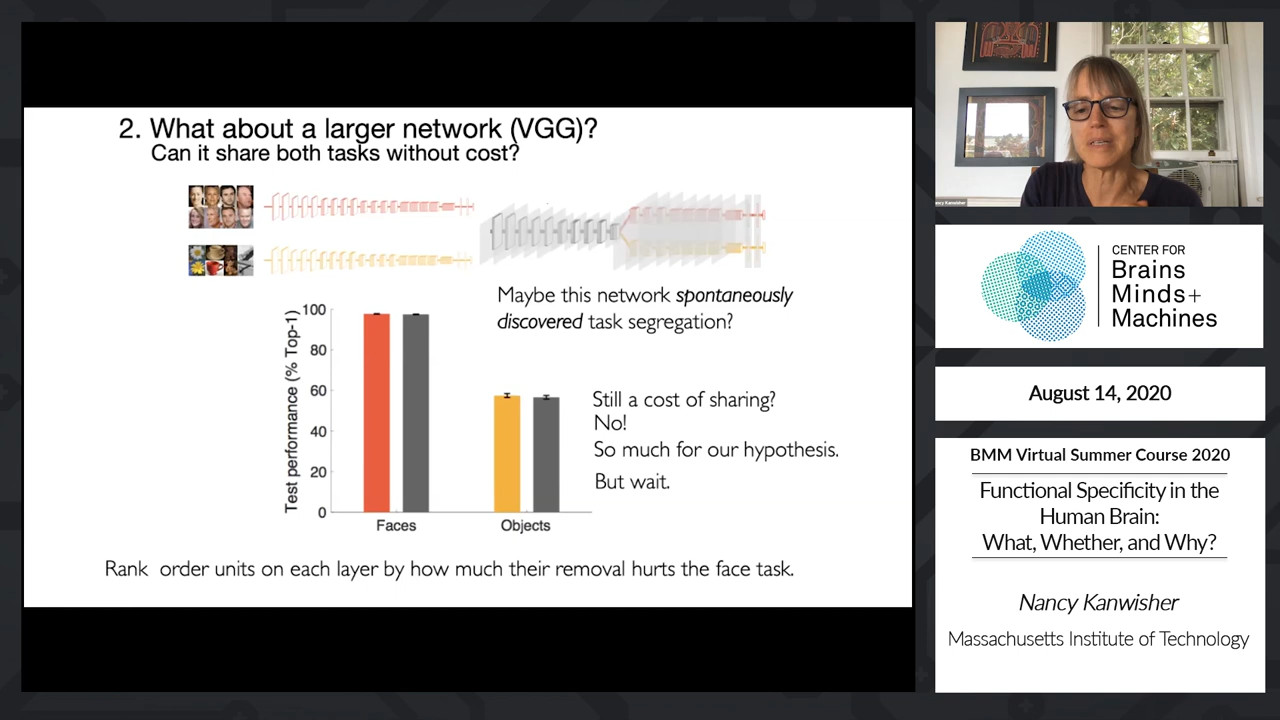 2. What about a larger network (VGG)?
Can it share both tasks without cost?
Maybe this network spontaneously
discovered task segregation?
Test performance (% Top-1)
100
80
60
40
20
0
Faces
Objects
Still a cost of sharing?
No!
So much for our hypothesis.
But wait.
Rank order units on each layer by how much their removal hurts the face task.
Nancy Kanwisher
CENTER FOR
Brains
Minds+
Machines
August 14, 2020
BMM Virtual Summer Course 2020
Functional Specificity in the
Human Brain:
What, Whether, and Why?
Nancy Kanwisher
Massachusetts Institute of Technology